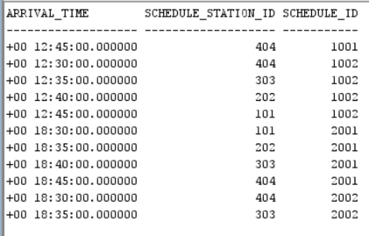 ARRIVAL_TIME SCHEDULE_STATION_ID SCHEDULE_ID
------------------- ------------------- -----------
+00 12:45:00.000000 404 1001
+00 12:30:00.000000 404 1002
+00 12:35:00.000000 303 1002
+00 12:40:00.000000 202 1002
+00 12:45:00.000000 101 1002
+00 18:30:00.000000 101 2001
+00 18:35:00.000000 202 2001
+00 18:40:00.000000 303 2001
+00 18:45:00.000000 404 2001
+00 18:30:00.000000 404 2002
+00 18:35:00.000000 303 2002